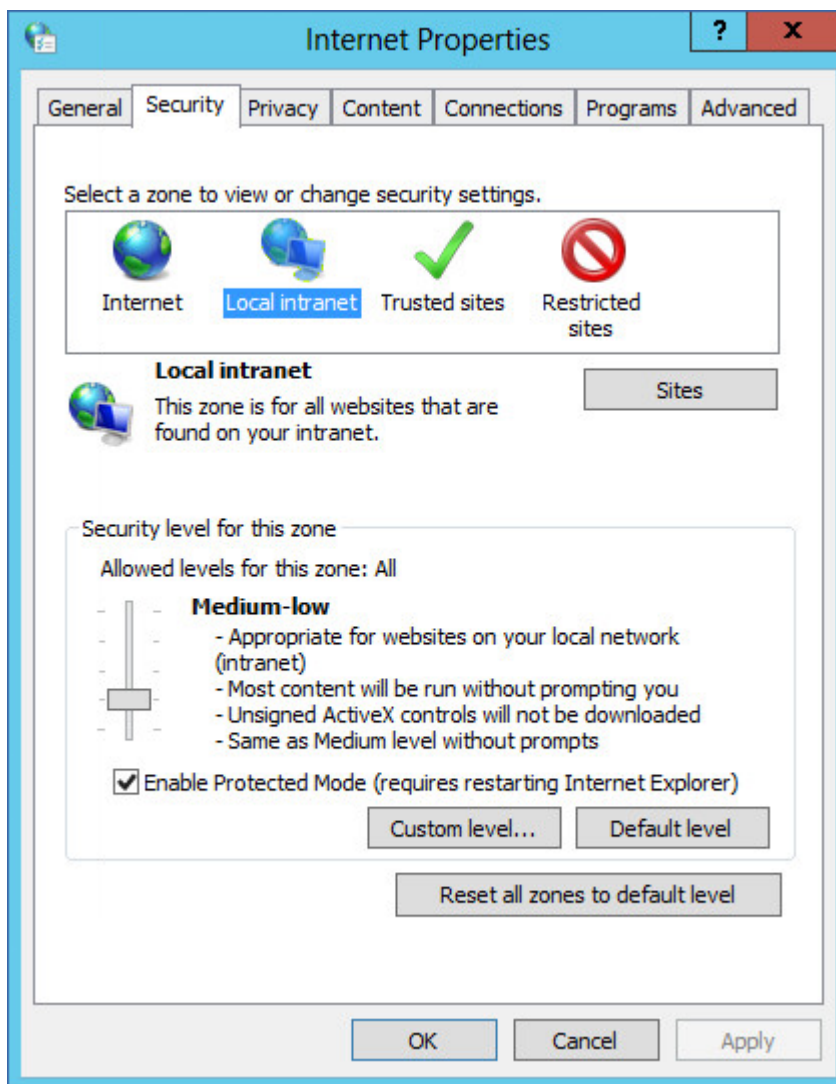 Internet Properties
?
x
General
Security
Privacy
Content
Connections
Programs
Advanced
Select a zone to view or change security settings.
Internet
Local intranet
Trusted sites
Restricted
sites
Local intranet
This zone is for all websites that are
found on your intranet.
Sites
Security level for this zone
Allowed levels for this zone: All
Medium-low
- Appropriate for websites on your local network
(intranet)
- Most content will be run without prompting you
- Unsigned ActiveX controls will not be downloaded
- Same as Medium level without prompts
Enable Protected Mode (requires restarting Internet Explorer)
Custom level...
Default level
Reset all zones to default level
OK
Cancel
Apply